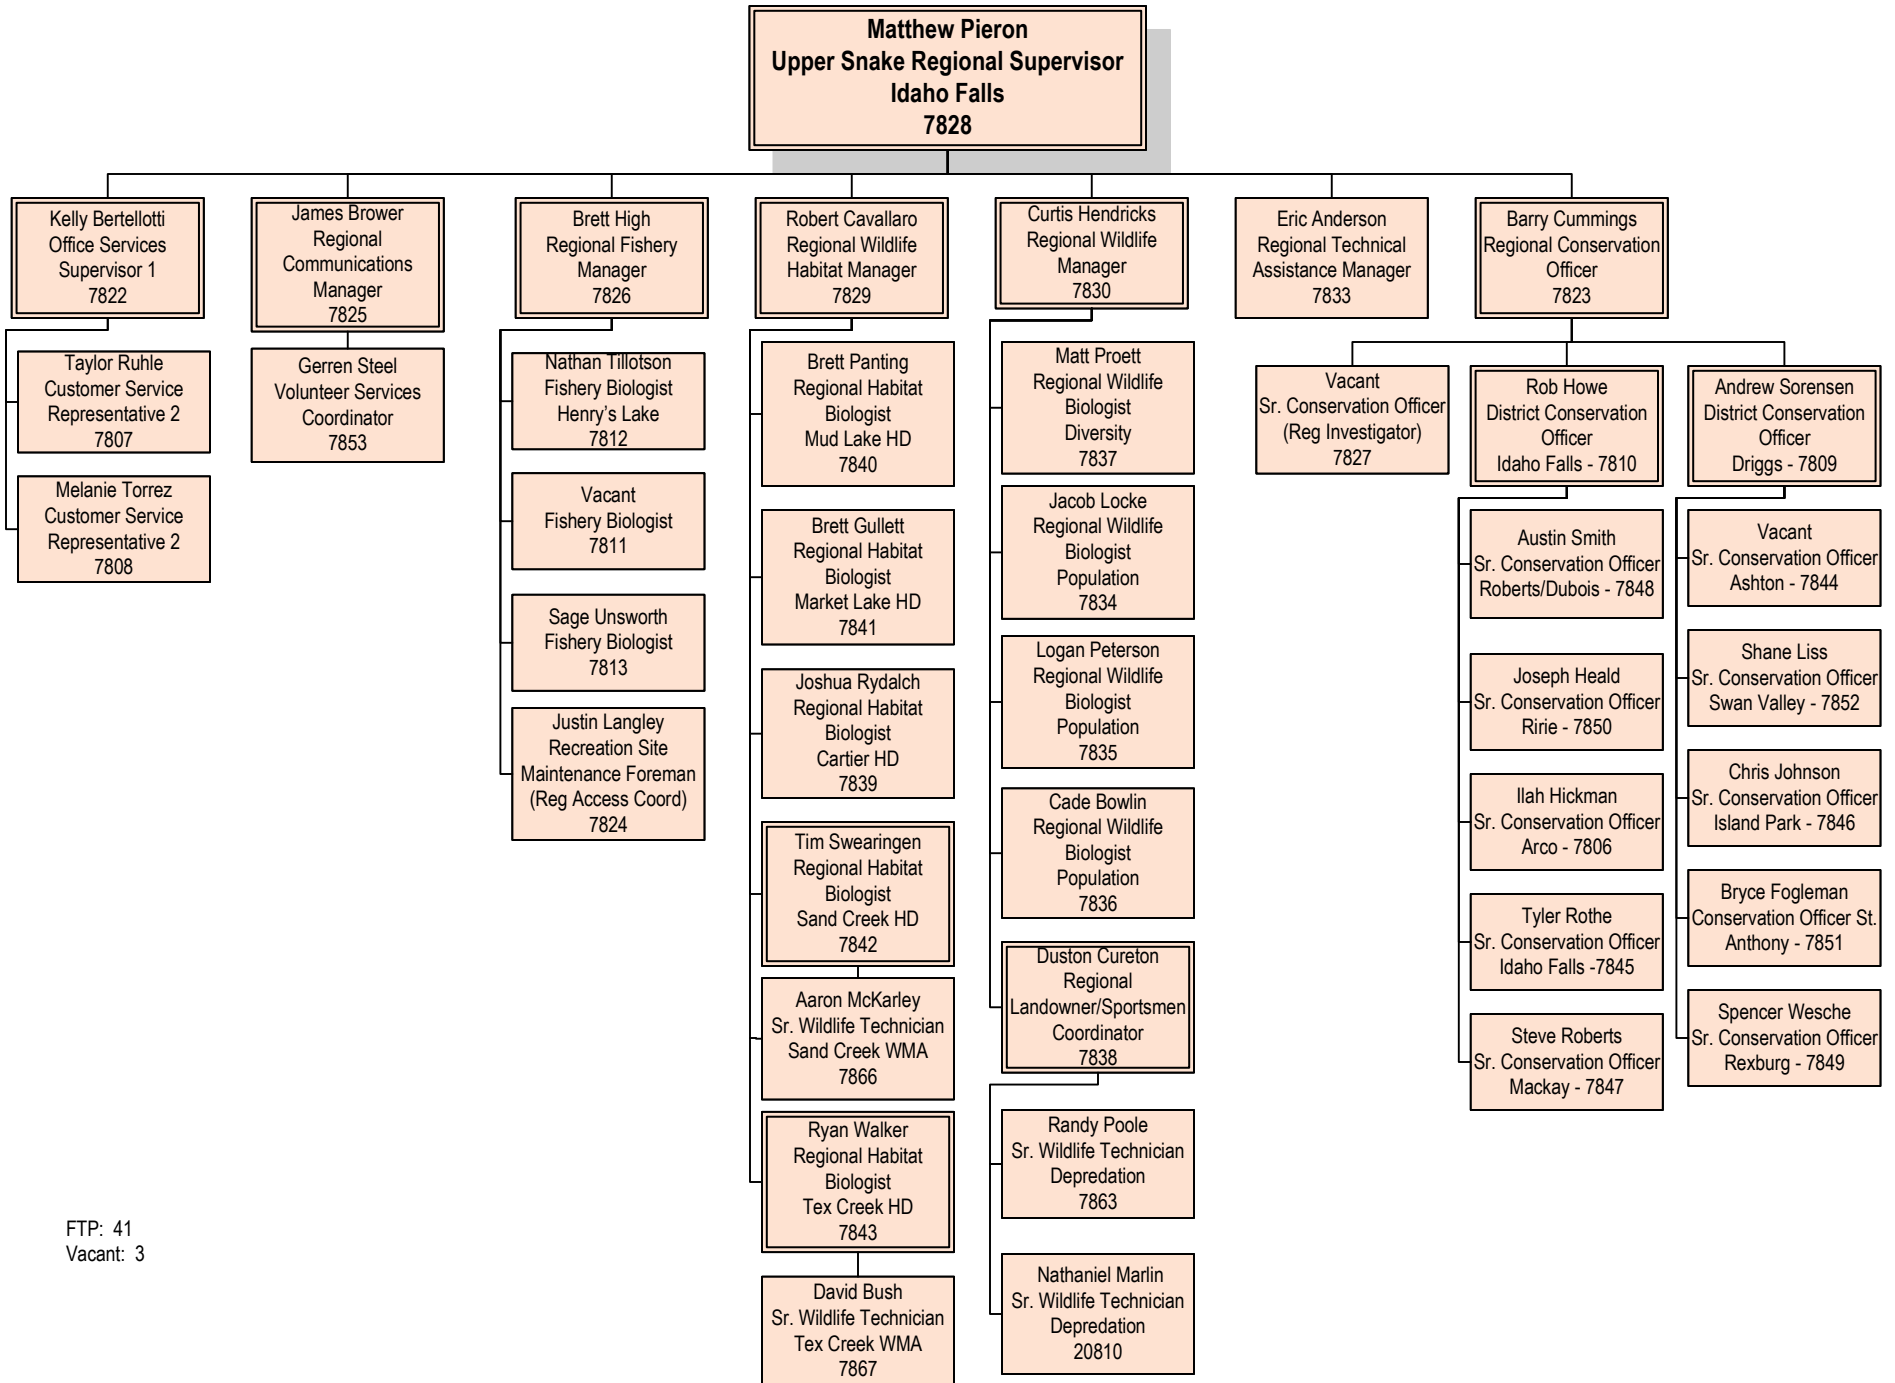 Matthew Pieron
Upper Snake Regional Supervisor
Idaho Falls
7828
Kelly Bertellotti
Office Services
Supervisor 1
7822
Taylor Ruhle
Customer Service
Representative 2
7807
Melanie Torrez
Customer Service
Representative 2
7808
James Brower
Regional
Communications
Manager
7825
Gerren Steel
Volunteer Services
Coordinator
7853
Brett High
Regional Fishery
Manager
7826
Nathan Tillotson
Fishery Biologist
Henry’s Lake
7812
Vacant
Fishery Biologist
7811
Sage Unsworth
Fishery Biologist
7813
Justin Langley
Recreation Site
Maintenance Foreman
(Reg Access Coord)
7824
Robert Cavallaro
Regional Wildlife
Habitat Manager
7829
Brett Panting
Regional Habitat
Biologist
Mud Lake HD
7840
Brett Gullett
Regional Habitat
Biologist
Market Lake HD
7841
Joshua Rydalch
Regional Habitat
Biologist
Cartier HD
7839
Tim Swearingen
Regional Habitat
Biologist
Sand Creek HD
7842
Aaron McKarley
Sr. Wildlife Technician
Sand Creek WMA
7866
Ryan Walker
Regional Habitat
Biologist
Tex Creek HD
7843
David Bush
Sr. Wildlife Technician
Tex Creek WMA
7867
Curtis Hendricks
Regional Wildlife
Manager
7830
Matt Proett
Regional Wildlife
Biologist
Diversity
7837
Jacob Locke
Regional Wildlife
Biologist
Population
7834
Logan Peterson
Regional Wildlife
Biologist
Population
7835
Cade Bowlin
Regional Wildlife
Biologist
Population
7836
Duston Cureton
Regional
Landowner/Sportsmen
Coordinator
7838
Randy Poole
Sr. Wildlife Technician
Depredation
7863
Nathaniel Marlin
Sr. Wildlife Technician
Depredation
20810
Eric Anderson
Regional Technical
Assistance Manager
7833
Barry Cummings
Regional Conservation
Officer
7823
Vacant
Sr. Conservation Officer
(Reg Investigator)
7827
Rob Howe
District Conservation
Officer
Idaho Falls - 7810
Austin Smith
Sr. Conservation Officer
Roberts/Dubois - 7848
Joseph Heald
Sr. Conservation Officer
Ririe - 7850
Ilah Hickman
Sr. Conservation Officer
Arco - 7806
Tyler Rothe
Sr. Conservation Officer
Idaho Falls -7845
Steve Roberts
Sr. Conservation Officer
Mackay - 7847
Andrew Sorensen
District Conservation
Officer
Driggs - 7809
Vacant
Sr. Conservation Officer
Ashton - 7844
Shane Liss
Sr. Conservation Officer
Swan Valley - 7852
Chris Johnson
Sr. Conservation Officer
Island Park - 7846
Bryce Fogleman
Conservation Officer St.
Anthony - 7851
Spencer Wesche
Sr. Conservation Officer
Rexburg - 7849
FTP: 41
Vacant: 3